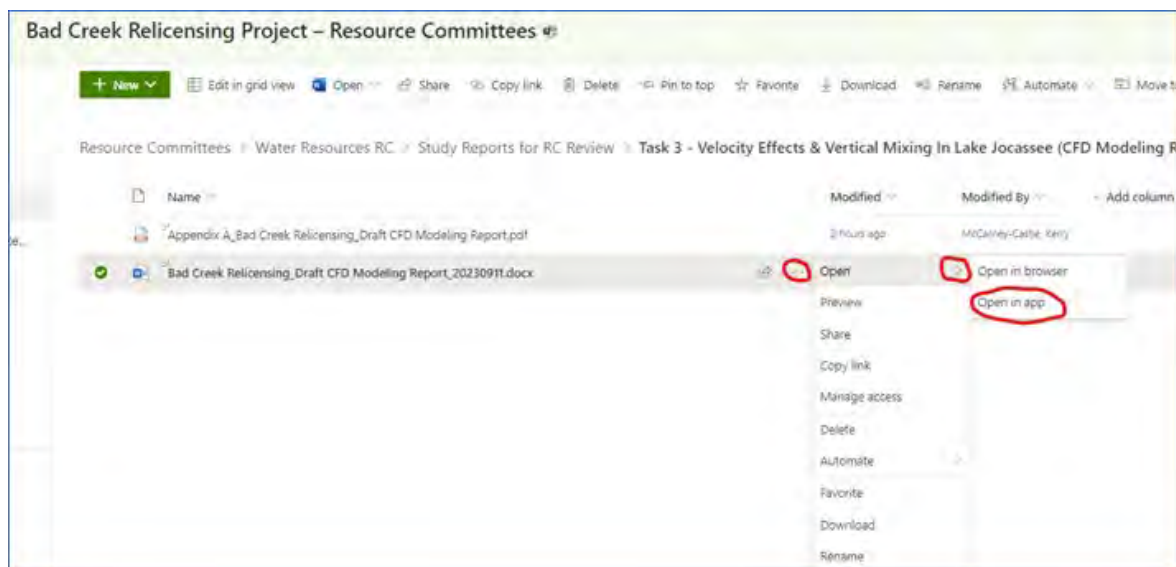 Bad Creek Relicensing Project – Resource Committees
+ New Edit in grid view Open Share Copy link Delete Pin to top Favorite Download Rename Automate Move t
Resource Committees > Water Resources RC > Study Reports for RC Review > Task 3 - Velocity Effects & Vertical Mixing In Lake Jocassee (CFD Modeling R
Name Modified Modified By Add column
Appendix A_Bad Creek Relicensing_Draft CFD Modeling Report.pdf 2 hours ago McCarney-Castle, Kerry
Bad Creek Relicensing_Draft CFD Modeling Report_20230911.docx Open Open in browser
Preview Open in app
Share
Copy link
Manage access
Delete
Automate
Favorite
Download
Rename